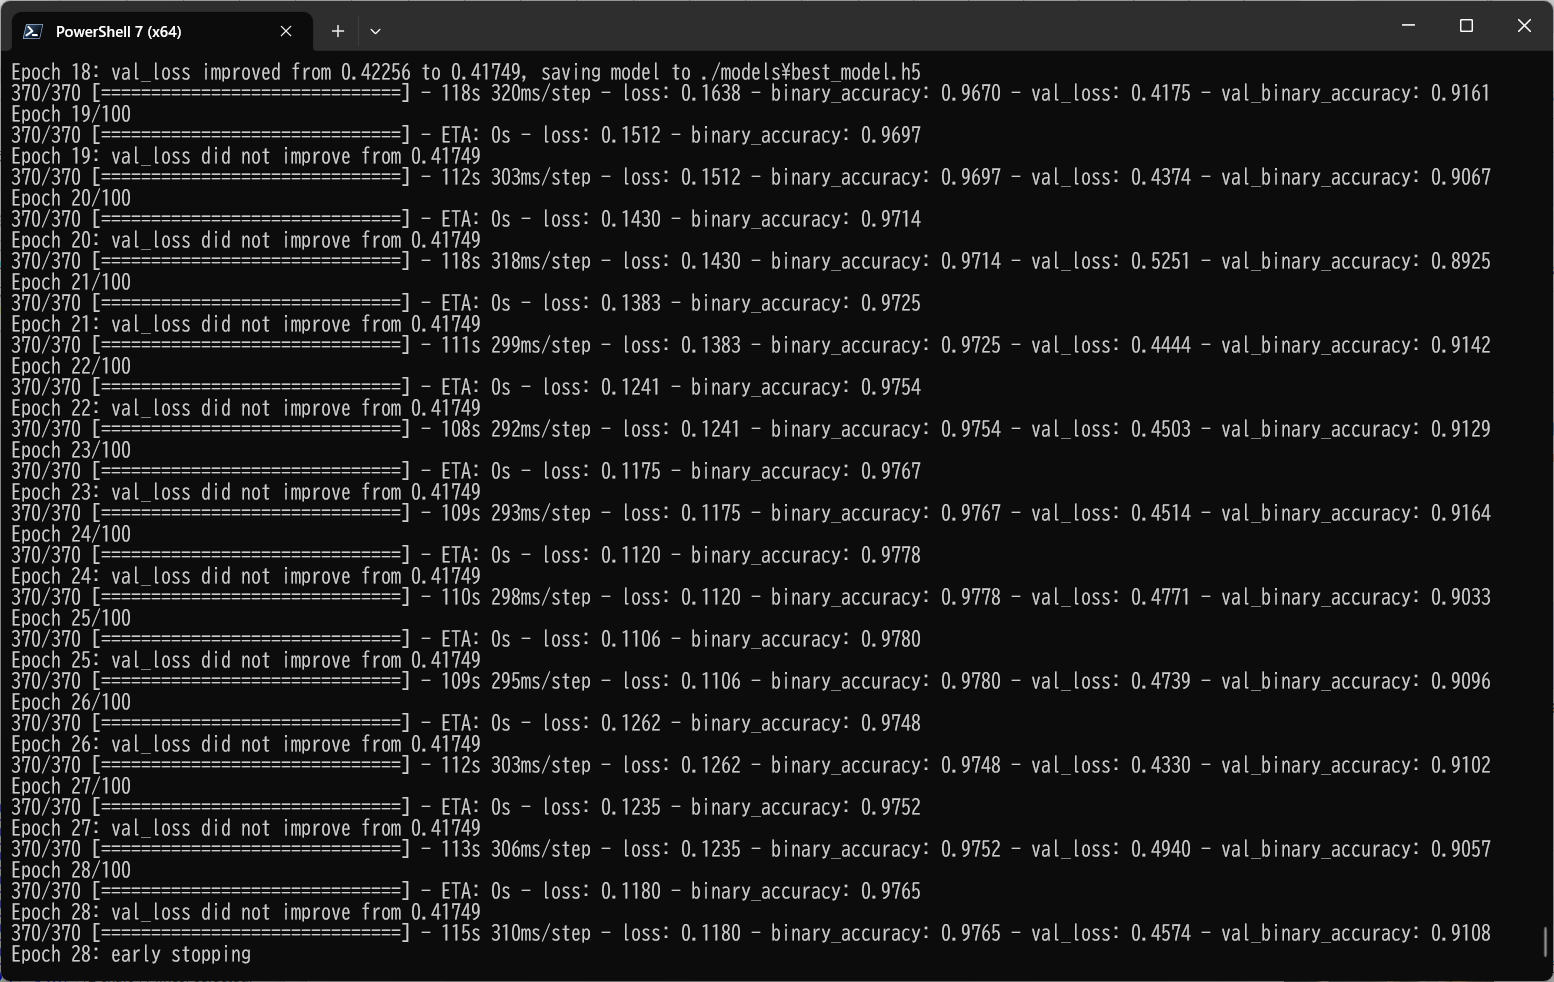 PowerShell 7 (x64)
Epoch 18: val_loss improved from 0.42256 to 0.41749, saving model to ./models¥best_model.h5
370/370 [==============================] - 118s 320ms/step - loss: 0.1638 - binary_accuracy: 0.9670 - val_loss: 0.4175 - val_binary_accuracy: 0.9161
Epoch 19/100
370/370 [==============================] - ETA: 0s - loss: 0.1512 - binary_accuracy: 0.9697
Epoch 19: val_loss did not improve from 0.41749
370/370 [==============================] - 112s 303ms/step - loss: 0.1512 - binary_accuracy: 0.9697 - val_loss: 0.4374 - val_binary_accuracy: 0.9067
Epoch 20/100
370/370 [==============================] - ETA: 0s - loss: 0.1430 - binary_accuracy: 0.9714
Epoch 20: val_loss did not improve from 0.41749
370/370 [==============================] - 118s 318ms/step - loss: 0.1430 - binary_accuracy: 0.9714 - val_loss: 0.5251 - val_binary_accuracy: 0.8925
Epoch 21/100
370/370 [==============================] - ETA: 0s - loss: 0.1383 - binary_accuracy: 0.9725
Epoch 21: val_loss did not improve from 0.41749
370/370 [==============================] - 111s 299ms/step - loss: 0.1383 - binary_accuracy: 0.9725 - val_loss: 0.4444 - val_binary_accuracy: 0.9142
Epoch 22/100
370/370 [==============================] - ETA: 0s - loss: 0.1241 - binary_accuracy: 0.9754
Epoch 22: val_loss did not improve from 0.41749
370/370 [==============================] - 108s 292ms/step - loss: 0.1241 - binary_accuracy: 0.9754 - val_loss: 0.4503 - val_binary_accuracy: 0.9129
Epoch 23/100
370/370 [==============================] - ETA: 0s - loss: 0.1175 - binary_accuracy: 0.9767
Epoch 23: val_loss did not improve from 0.41749
370/370 [==============================] - 109s 293ms/step - loss: 0.1175 - binary_accuracy: 0.9767 - val_loss: 0.4514 - val_binary_accuracy: 0.9164
Epoch 24/100
370/370 [==============================] - ETA: 0s - loss: 0.1120 - binary_accuracy: 0.9778
Epoch 24: val_loss did not improve from 0.41749
370/370 [==============================] - 110s 298ms/step - loss: 0.1120 - binary_accuracy: 0.9778 - val_loss: 0.4771 - val_binary_accuracy: 0.9033
Epoch 25/100
370/370 [==============================] - ETA: 0s - loss: 0.1106 - binary_accuracy: 0.9780
Epoch 25: val_loss did not improve from 0.41749
370/370 [==============================] - 109s 295ms/step - loss: 0.1106 - binary_accuracy: 0.9780 - val_loss: 0.4739 - val_binary_accuracy: 0.9096
Epoch 26/100
370/370 [==============================] - ETA: 0s - loss: 0.1262 - binary_accuracy: 0.9748
Epoch 26: val_loss did not improve from 0.41749
370/370 [==============================] - 112s 303ms/step - loss: 0.1262 - binary_accuracy: 0.9748 - val_loss: 0.4330 - val_binary_accuracy: 0.9102
Epoch 27/100
370/370 [==============================] - ETA: 0s - loss: 0.1235 - binary_accuracy: 0.9752
Epoch 27: val_loss did not improve from 0.41749
370/370 [==============================] - 113s 306ms/step - loss: 0.1235 - binary_accuracy: 0.9752 - val_loss: 0.4940 - val_binary_accuracy: 0.9057
Epoch 28/100
370/370 [==============================] - ETA: 0s - loss: 0.1180 - binary_accuracy: 0.9765
Epoch 28: val_loss did not improve from 0.41749
370/370 [==============================] - 115s 310ms/step - loss: 0.1180 - binary_accuracy: 0.9765 - val_loss: 0.4574 - val_binary_accuracy: 0.9108
Epoch 28: early stopping